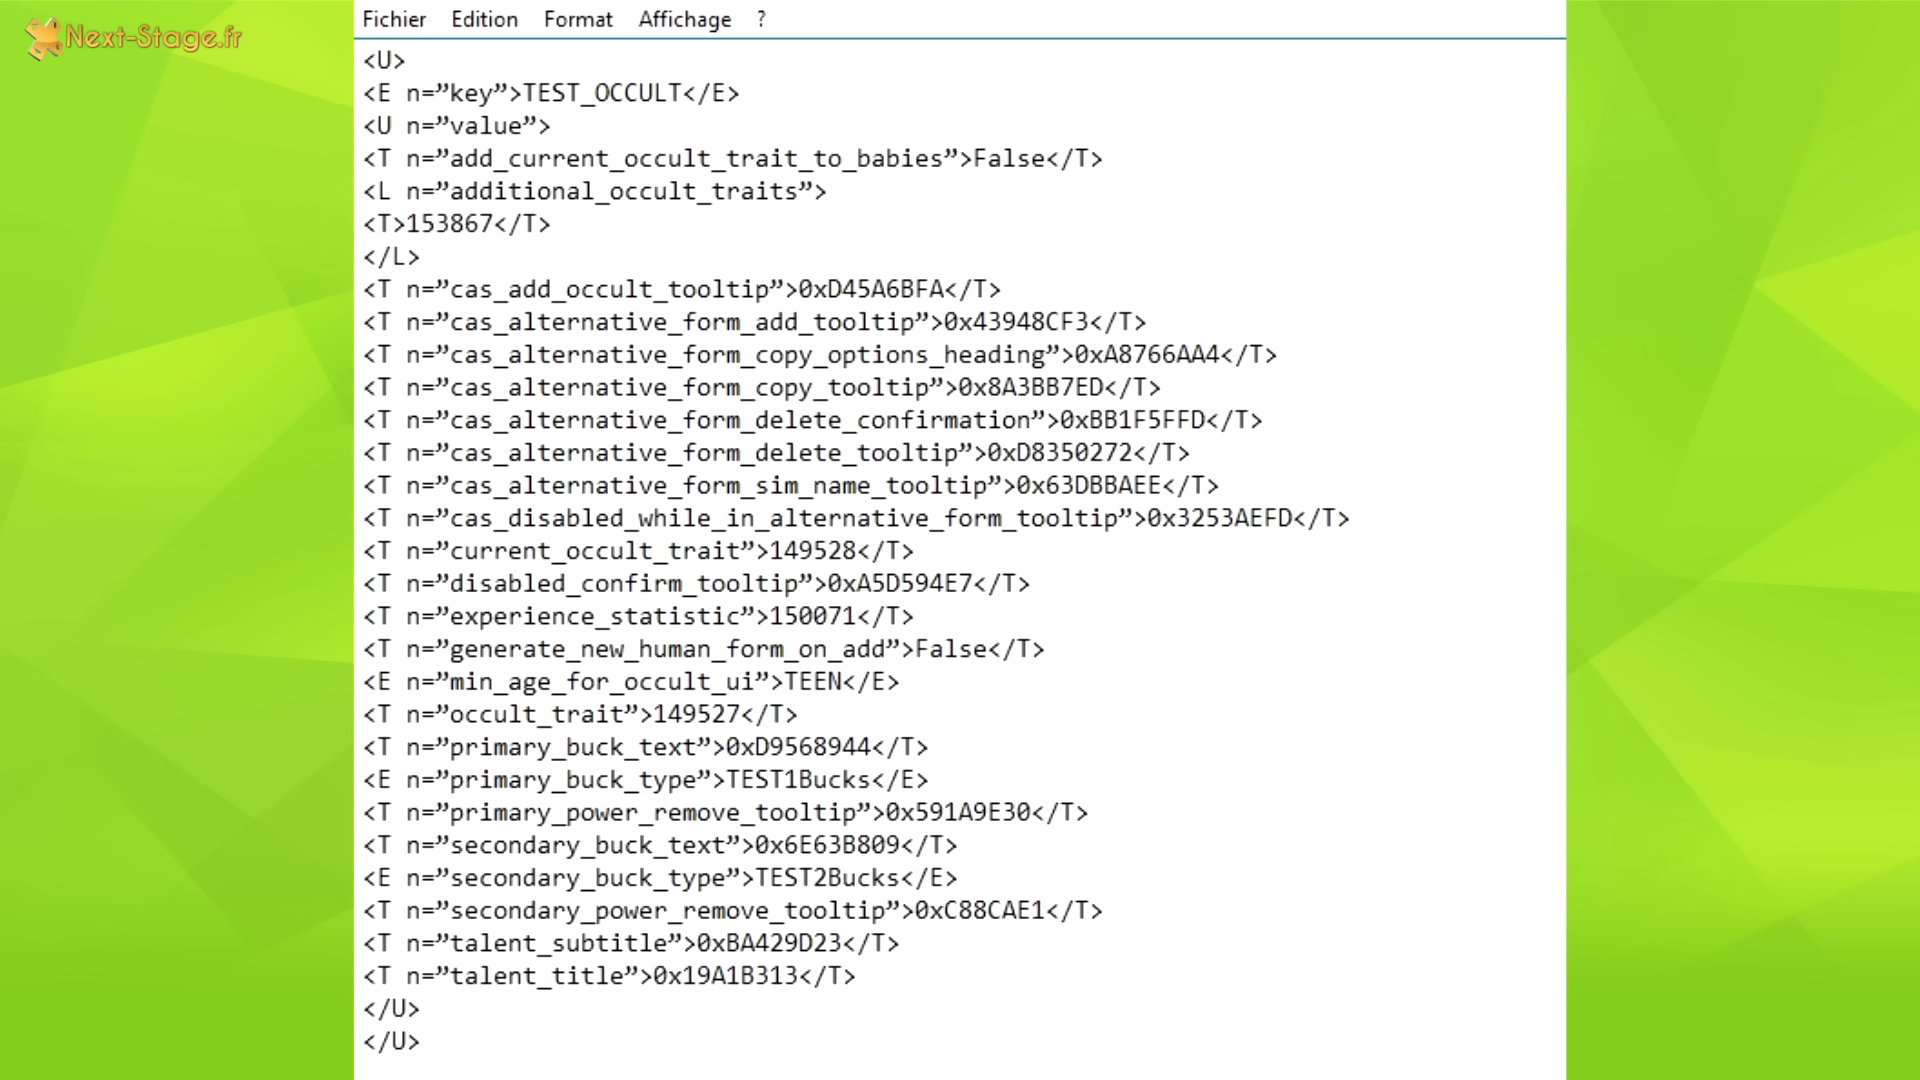 Next-Stage.fr
Fichier Edition Format Affichage ?
<U>
<E n=”key”>TEST_OCCULT</E>
<U n=”value”>
<T n=”add_current_occult_trait_to_babies”>False</T>
<L n=”additional_occult_traits”>
<T>153867</T>
</L>
<T n=”cas_add_occult_tooltip”>0xD45A6BFA</T>
<T n=”cas_alternative_form_add_tooltip”>0x43948CF3</T>
<T n=”cas_alternative_form_copy_options_heading”>0xA8766AA4</T>
<T n=”cas_alternative_form_copy_tooltip”>0x8A3BB7ED</T>
<T n=”cas_alternative_form_delete_confirmation”>0xBB1F5FFD</T>
<T n=”cas_alternative_form_delete_tooltip”>0xD8350272</T>
<T n=”cas_alternative_form_sim_name_tooltip”>0x63DBBAEE</T>
<T n=”cas_disabled_while_in_alternative_form_tooltip”>0x3253AEFD</T>
<T n=”current_occult_trait”>149528</T>
<T n=”disabled_confirm_tooltip”>0xA5D594E7</T>
<T n=”experience_statistic”>150071</T>
<T n=”generate_new_human_form_on_add”>False</T>
<E n=”min_age_for_occult_ui”>TEEN</E>
<T n=”occult_trait”>149527</T>
<T n=”primary_buck_text”>0xD9568944</T>
<E n=”primary_buck_type”>TEST1Bucks</E>
<T n=”primary_power_remove_tooltip”>0x591A9E30</T>
<T n=”secondary_buck_text”>0x6E63B809</T>
<E n=”secondary_buck_type”>TEST2Bucks</E>
<T n=”secondary_power_remove_tooltip”>0xC88CAE1</T>
<T n=”talent_subtitle”>0xBA429D23</T>
<T n=”talent_title”>0x19A1B313</T>
</U>
</U>